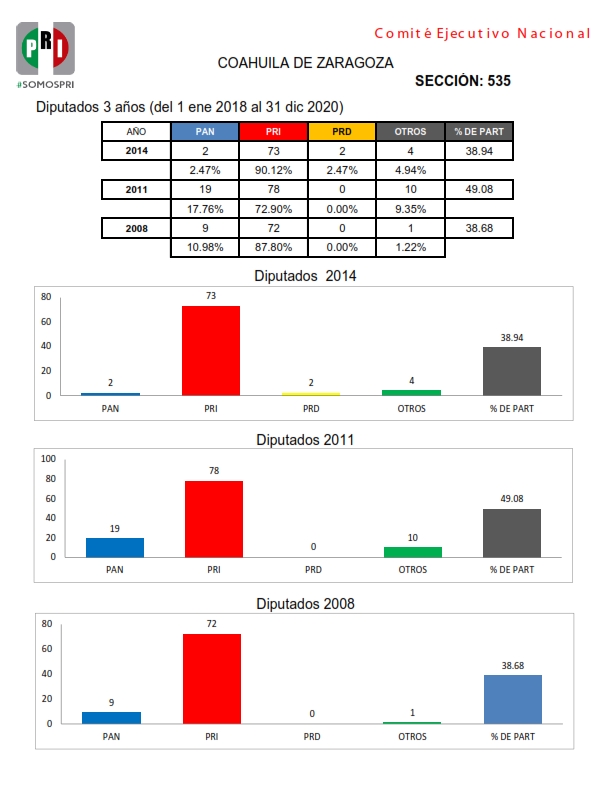 PRI
#SOMOSPRI
Comité Ejecutivo Nacional
COAHUILA DE ZARAGOZA
SECCIÓN: 535
Diputados 3 años (del 1 ene 2018 al 31 dic 2020)
AÑO PAN PRI PRD OTROS % DE PART
2014 2 73 2 4 38.94
2.47% 90.12% 2.47% 4.94%
2011 19 78 0 10 49.08
17.76% 72.90% 0.00% 9.35%
2008 9 72 0 1 38.68
10.98% 87.80% 0.00% 1.22%
Diputados 2014
80
60
40
20
0
2 73 2 4 38.94
PAN PRI PRD OTROS % DE PART
Diputados 2011
100
80
60
40
20
0
19 78 0 10 49.08
PAN PRI PRD OTROS % DE PART
Diputados 2008
80
60
40
20
0
9 72 0 1 38.68
PAN PRI PRD OTROS % DE PART